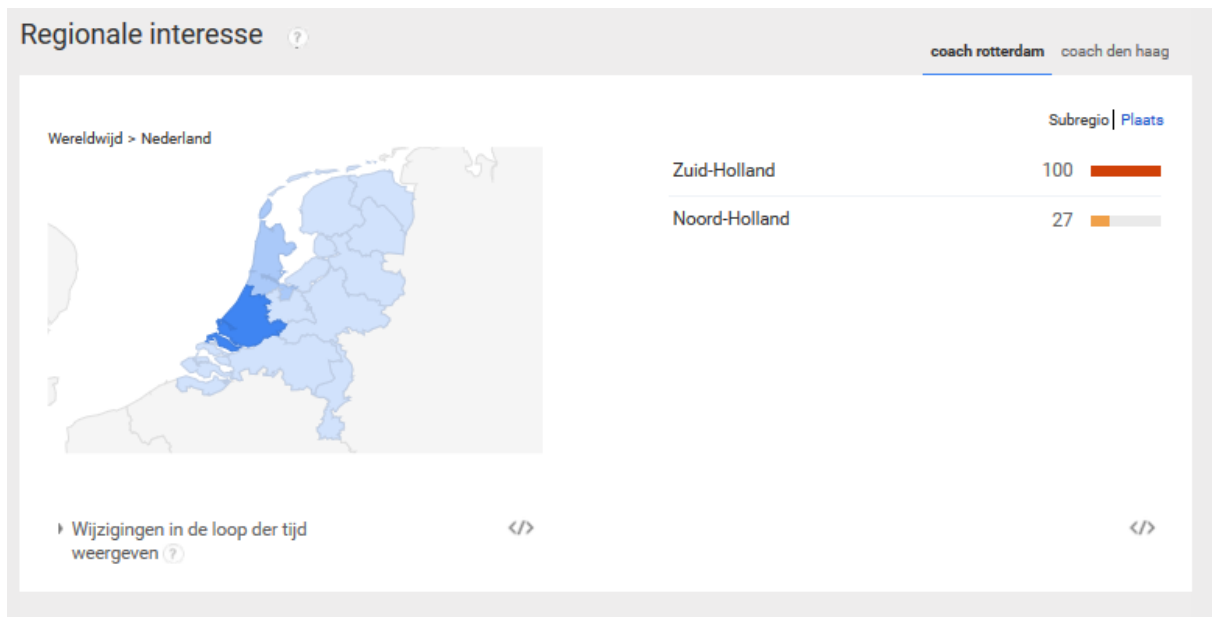 Regionale interesse ?
coach rotterdam coach den haag
Subregio Plaats
Wereldwijd > Nederland
Zuid-Holland 100
Noord-Holland 27
Wijzigingen in de loop der tijd
weergeven ?
</> </>